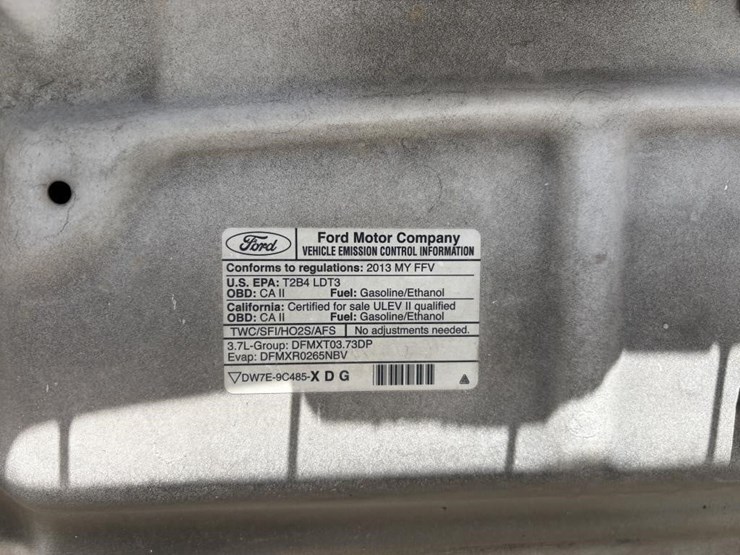 Ford
Ford Motor Company
VEHICLE EMISSION CONTROL INFORMATION
Conforms to regulations: 2013 MY FFV
U.S. EPA: T2B4 LDT3
OBD: CA II Fuel: Gasoline/Ethanol
California: Certified for sale ULEV II qualified
OBD: CA II Fuel: Gasoline/Ethanol
TWC/SFI/HO2S/AFS No adjustments needed.
3.7L-Group: DFMXT03.73DP
Evap: DFMXR0265NBV
DW7E-9C485-X D G